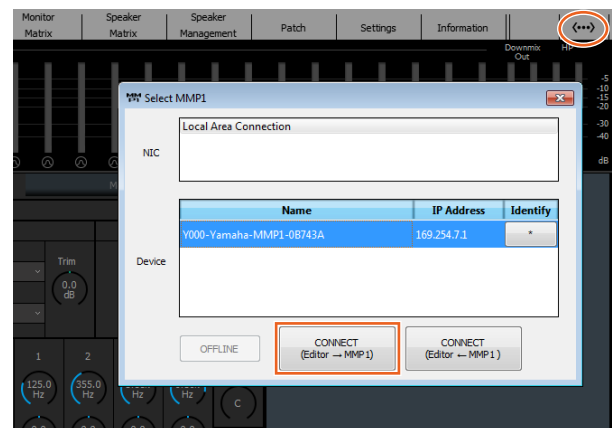 Monitor
Matrix
Speaker
Matrix
Speaker
Management
Patch
Settings
Information
Downmix
Out
HP
-5
-10
-15
-20
-30
-40
dB
Select MMP1
NIC
Local Area Connection
Name
IP Address
Identify
Y000-Yamaha-MMP1-0B743A
169.254.7.1
*
Device
OFFLINE
CONNECT
(Editor → MMP1)
CONNECT
(Editor ← MMP1)
Trim
0.0
dB
1
2
125.0
Hz
355.0
Hz
Hz
Hz
C